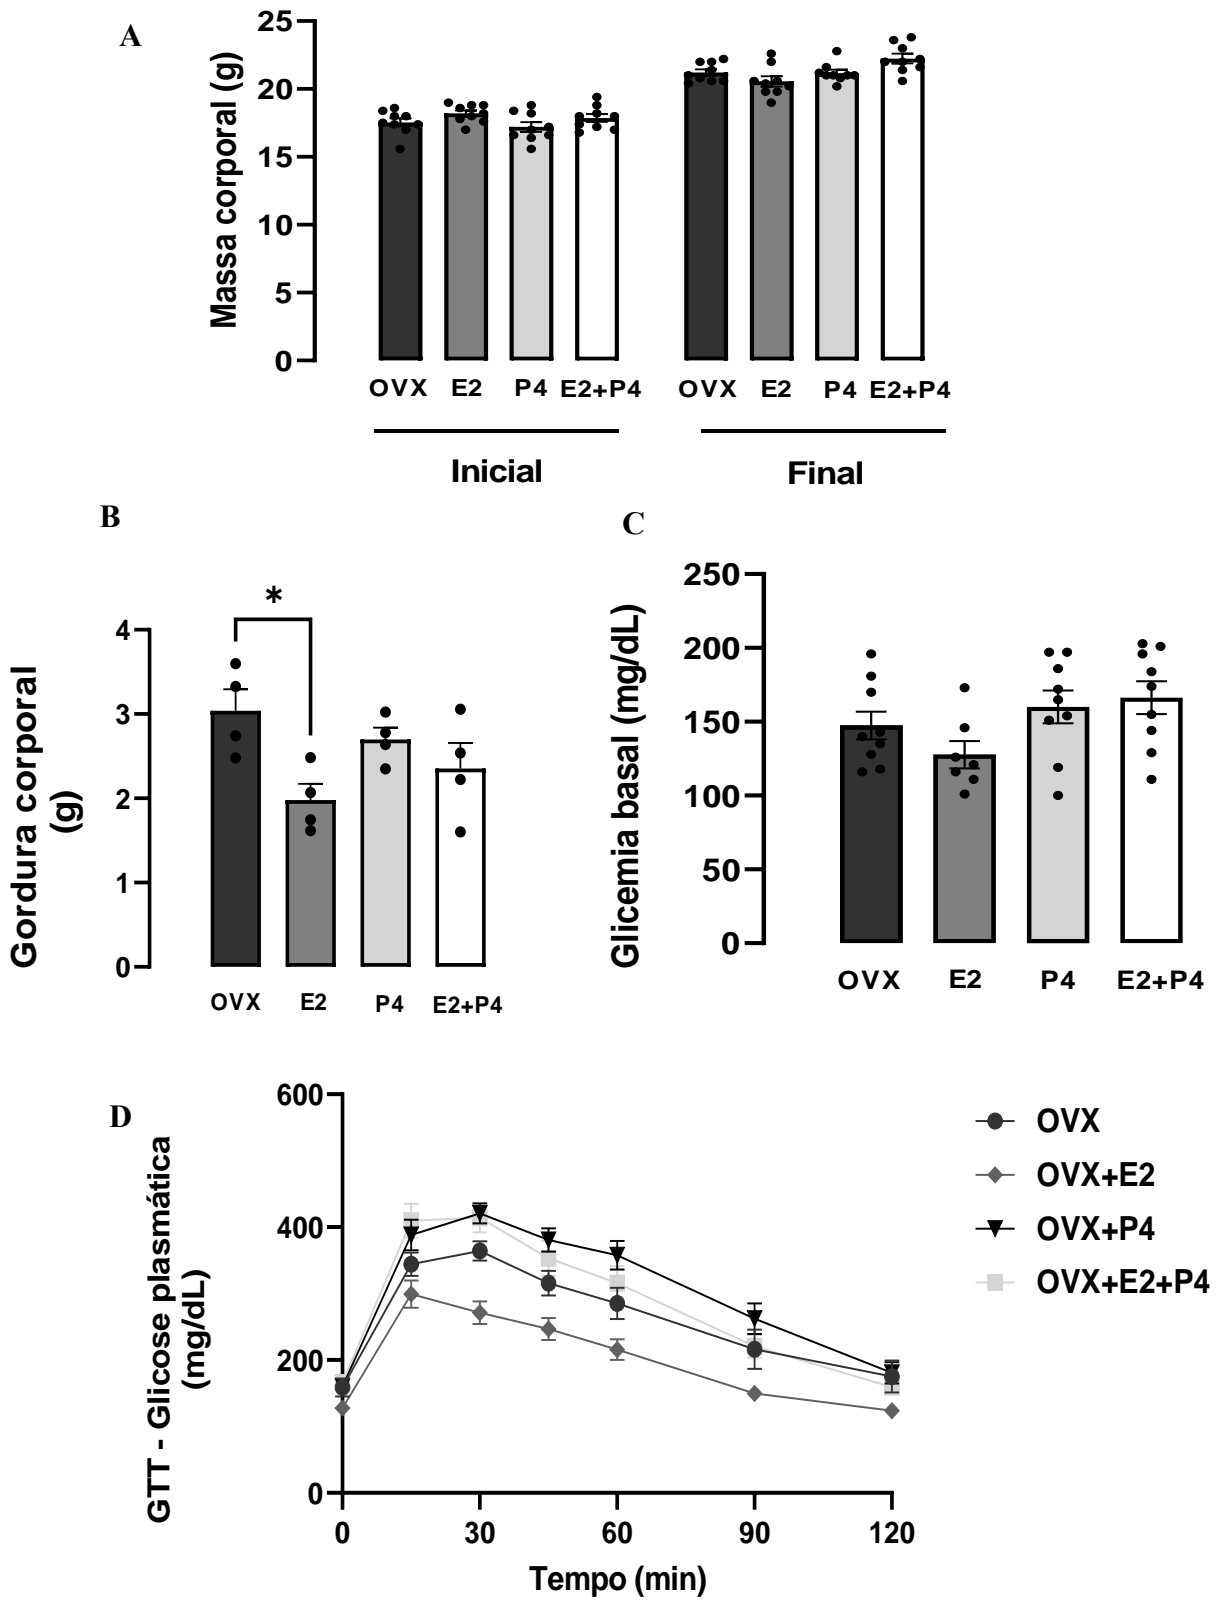 A
Massa corporal (g)
25
20
15
10
5
0
OVX E2 P4 E2+P4 OVX E2 P4 E2+P4
Inicial Final
B
Gordura corporal
(g)
4
3
2
1
0
*
OVX E2 P4 E2+P4
C
Glicemia basal (mg/dL)
250
200
150
100
50
0
OVX E2 P4 E2+P4
D
GTT - Glicose plasmática
(mg/dL)
600
400
200
0
0 30 60 90 120
Tempo (min)
OVX
OVX+E2
OVX+P4
OVX+E2+P4